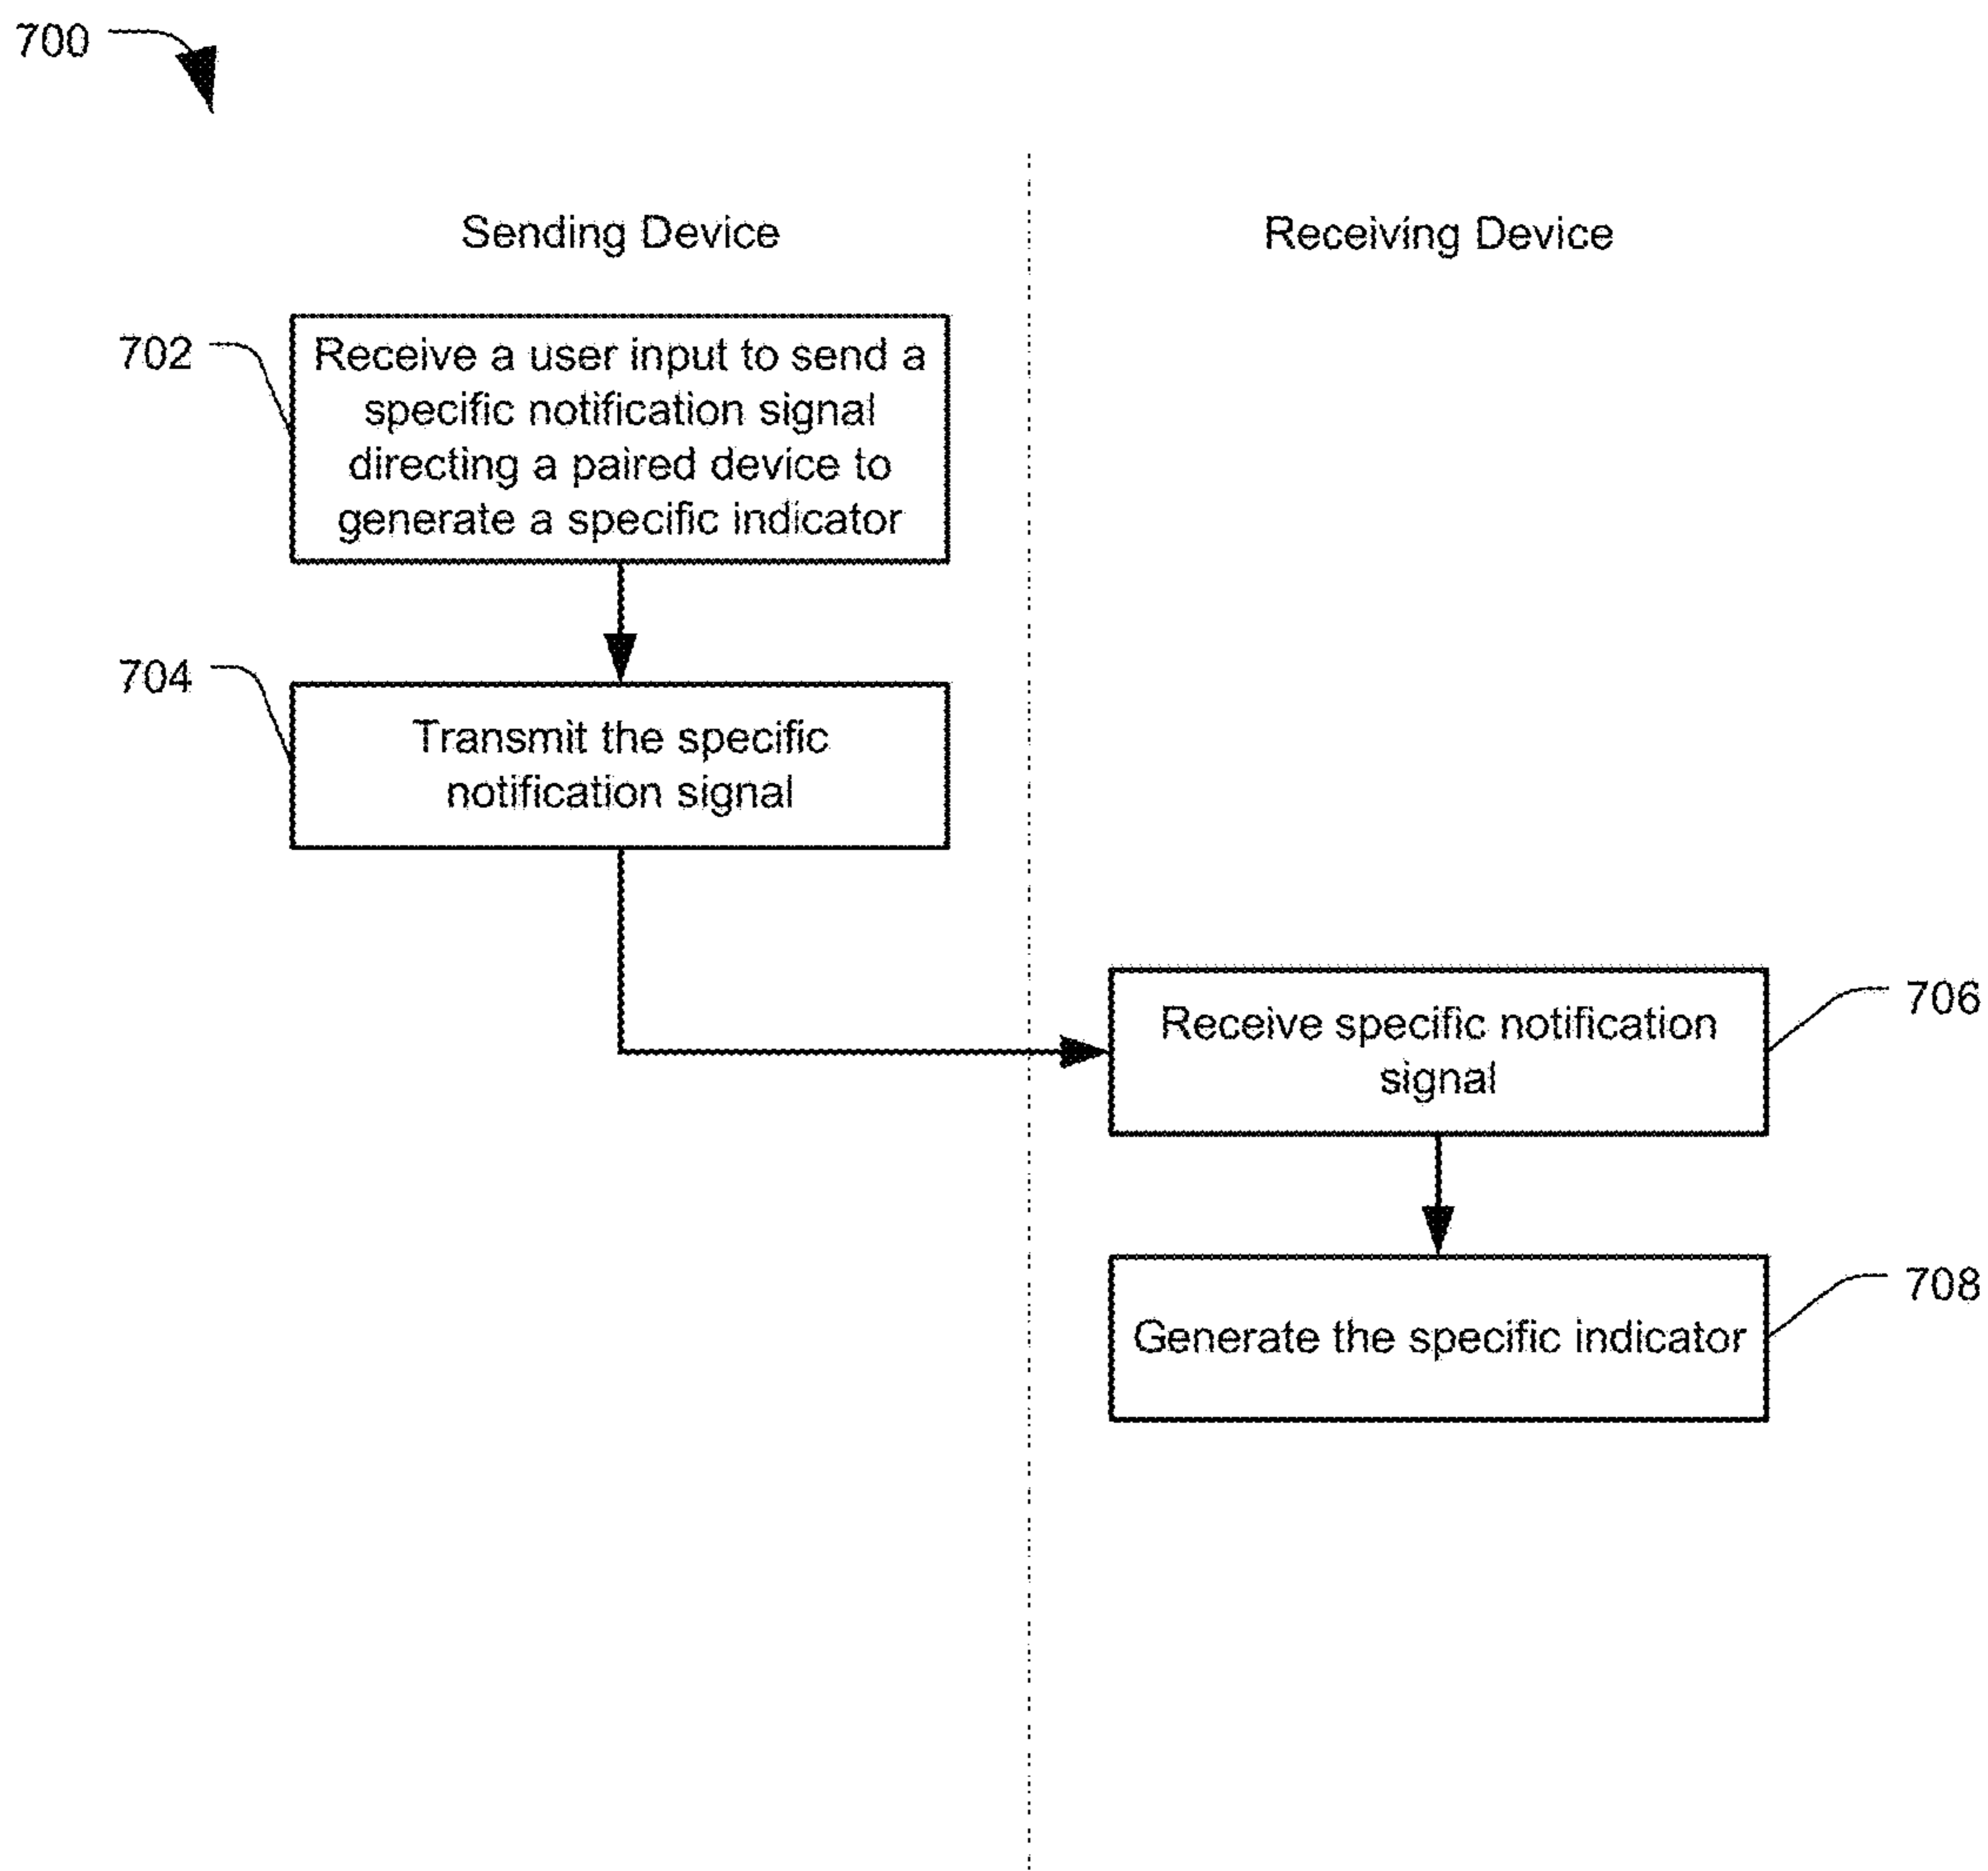 700
Sending Device
Receiving Device
702
Receive a user input to send a
specific notification signal
directing a paired device to
generate a specific indicator
704
Transmit the specific
notification signal
706
Receive specific notification
signal
708
Generate the specific indicator